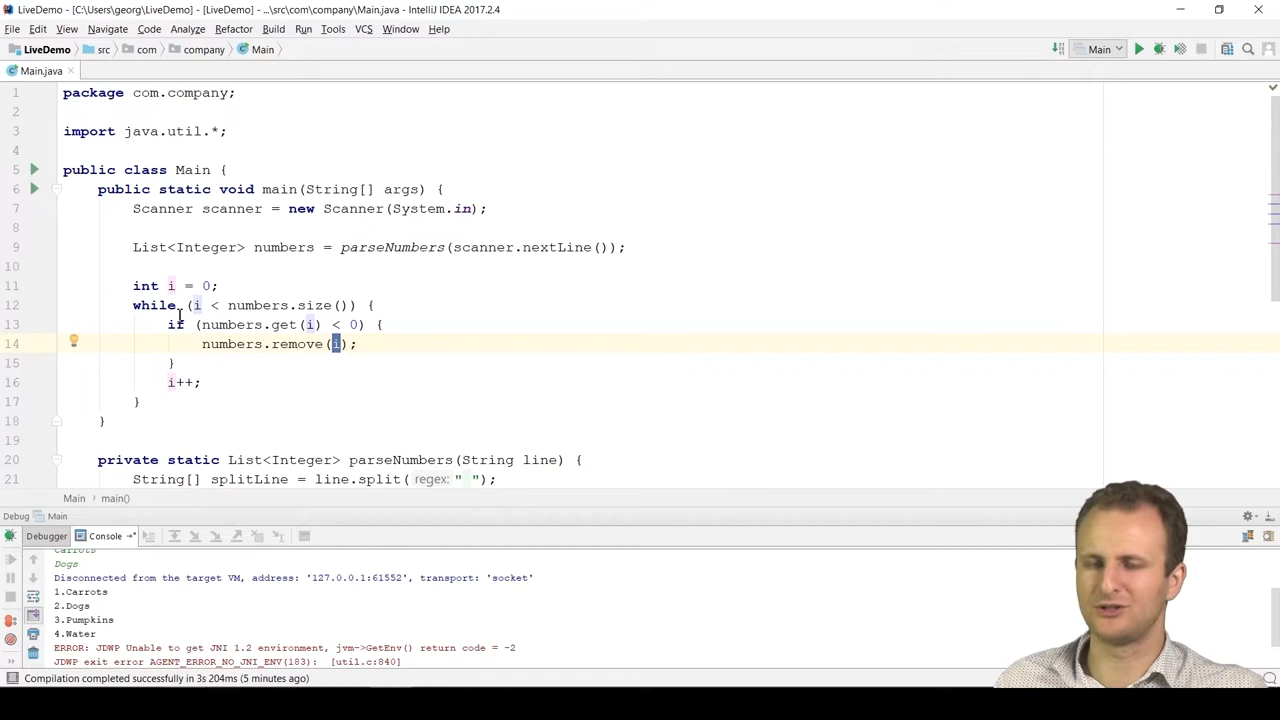 LiveDemo - [C:\Users\georg\LiveDemo] - [LiveDemo] - ...\src\com\company\Main.java - IntelliJ IDEA 2017.2.4
File Edit View Navigate Code Analyze Refactor Build Run Tools VCS Window Help
LiveDemo src com company Main Main
Main.java
1 package com.company;
2
3 import java.util.*;
4
5 public class Main {
6 public static void main(String[] args) {
7 Scanner scanner = new Scanner(System.in);
8
9 List<Integer> numbers = parseNumbers(scanner.nextLine());
10
11 int i = 0;
12 while (i < numbers.size()) {
13 if (numbers.get(i) < 0) {
14 numbers.remove(i);
15 }
16 i++;
17 }
18 }
19
20 private static List<Integer> parseNumbers(String line) {
21 String[] splitLine = line.split( regex: " ");
Main main()
Debug Main
Debugger Console
Carrots
Dogs
Disconnected from the target VM, address: '127.0.0.1:61552', transport: 'socket'
1.Carrots
2.Dogs
3.Pumpkins
4.Water
ERROR: JDWP Unable to get JNI 1.2 environment, jvm->GetEnv() return code = -2
JDWP exit error AGENT_ERROR_NO_JNI_ENV(183): [util.c:840]
Compilation completed successfully in 3s 204ms (5 minutes ago)